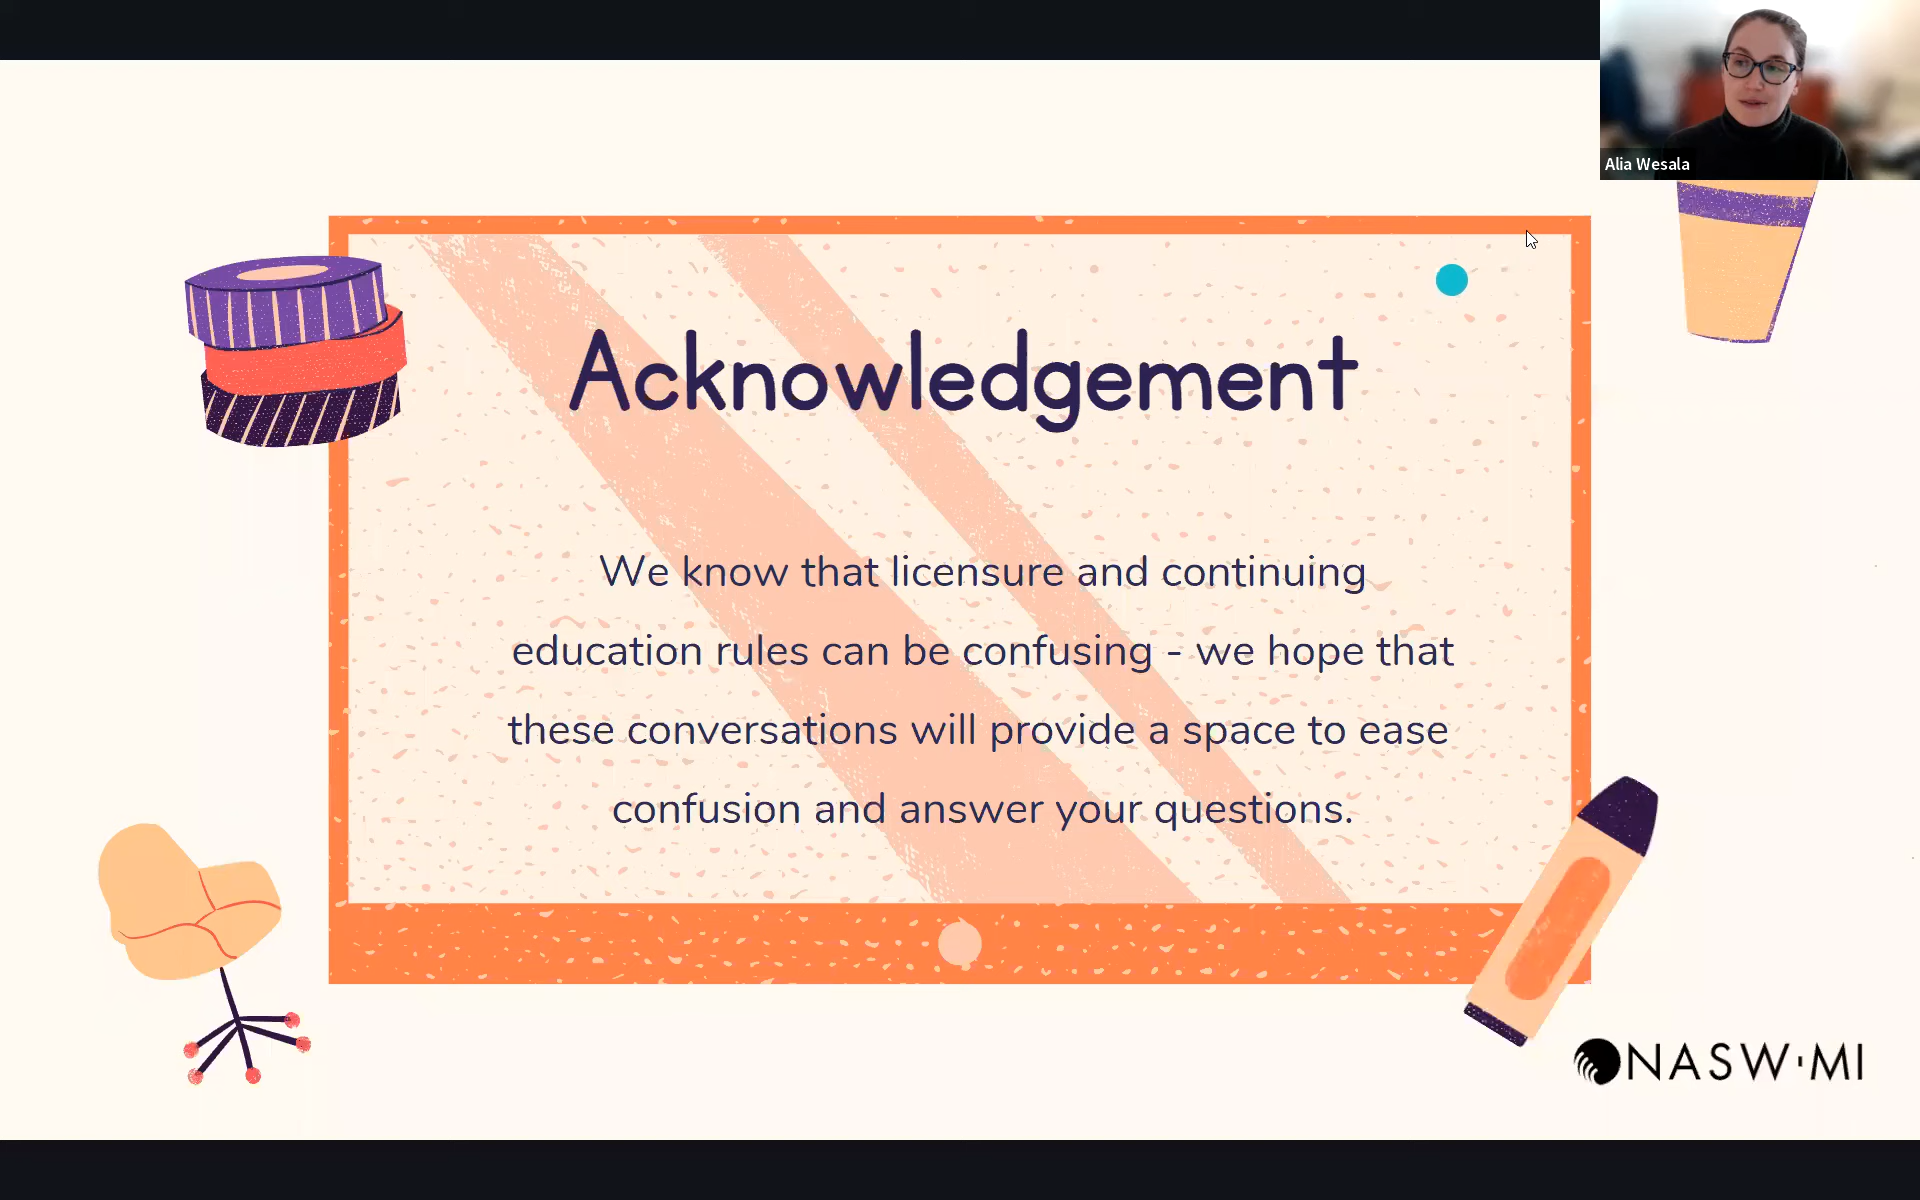 Alia Wesala
Acknowledgement
We know that licensure and continuing
education rules can be confusing - we hope that
these conversations will provide a space to ease
confusion and answer your questions.
NASW·MI